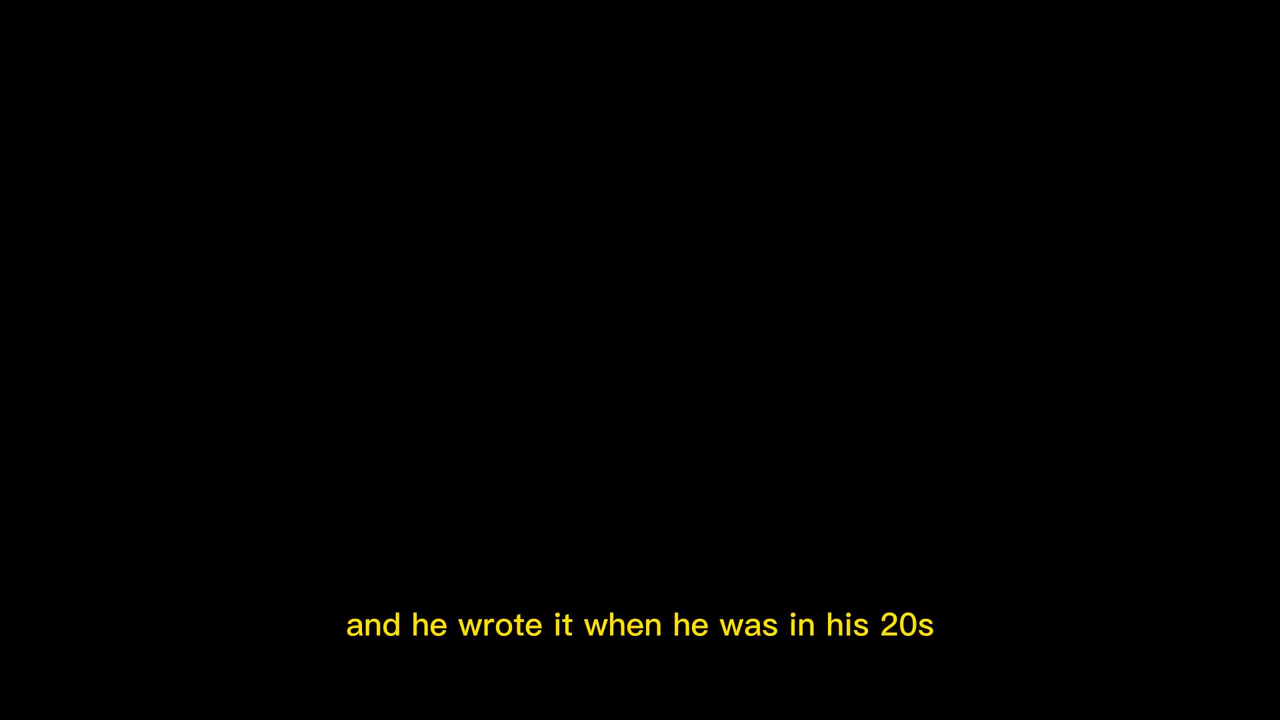 and he wrote it when he was in his 20s